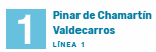 1
Pinar de Chamartín
Valdecarros
LÍNEA 1